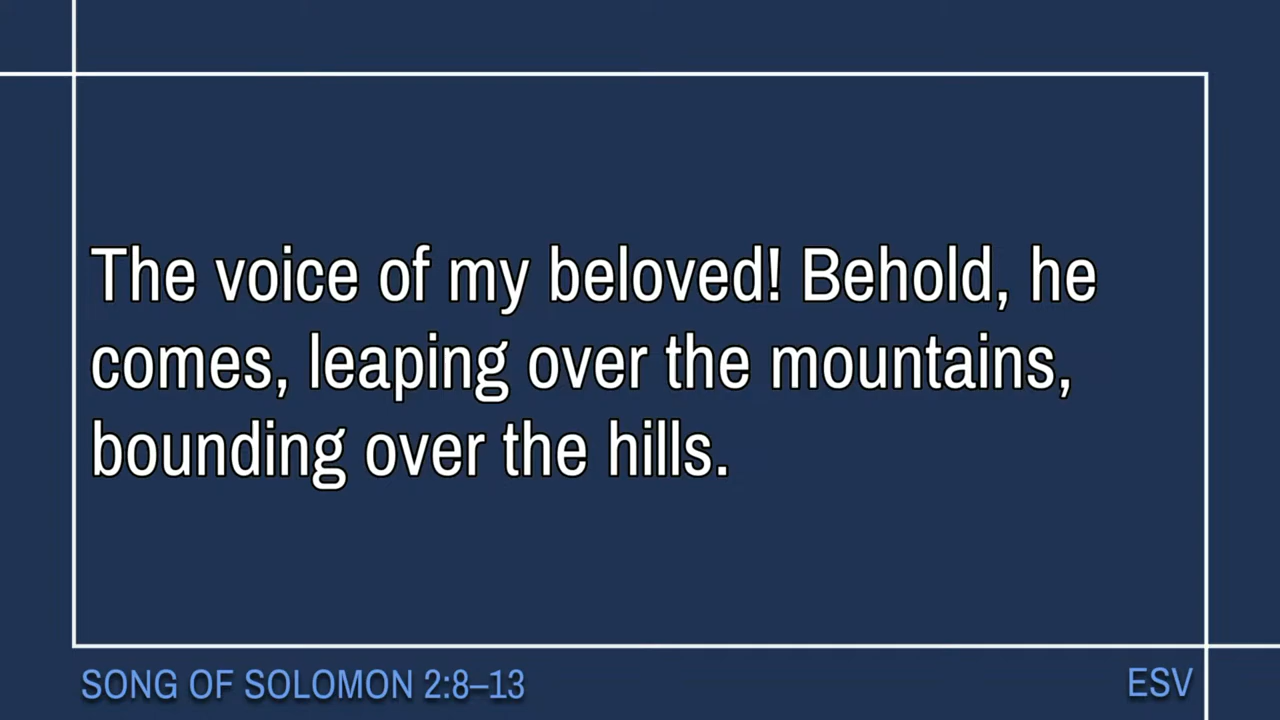 The voice of my beloved! Behold, he
comes, leaping over the mountains,
bounding over the hills.
SONG OF SOLOMON 2:8–13
ESV